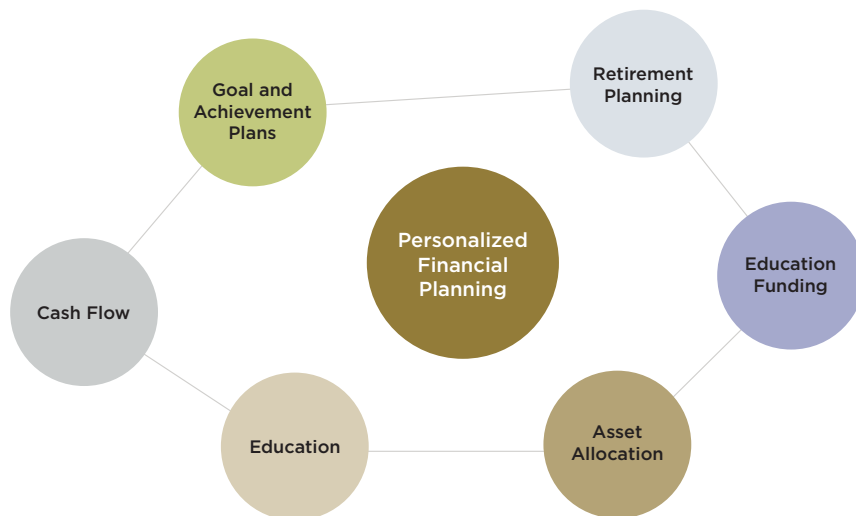 Goal and
Achievement
Plans
Retirement
Planning
Personalized
Financial
Planning
Education
Funding
Cash Flow
Education
Asset
Allocation